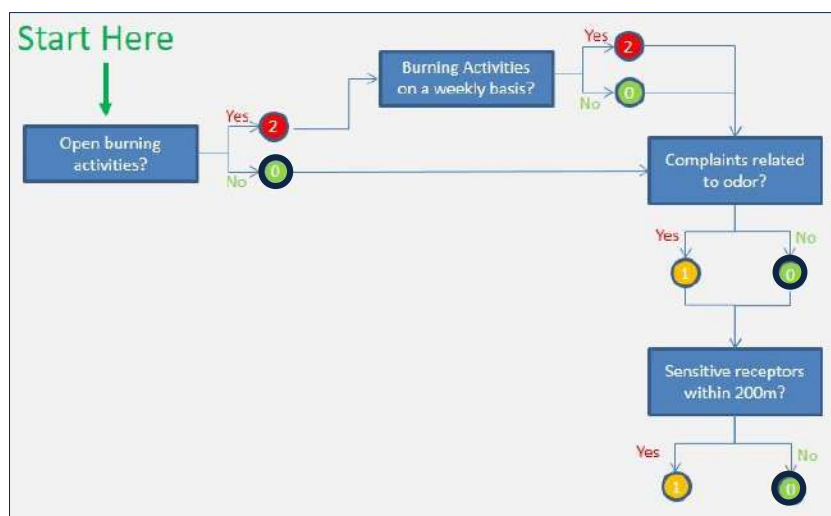 Start Here
Open burning
activities?
Yes
2
No
0
Burning Activities
on a weekly basis?
Yes
2
No
0
Complaints related
to odor?
Yes
1
No
0
Sensitive receptors
within 200m?
Yes
1
No
0